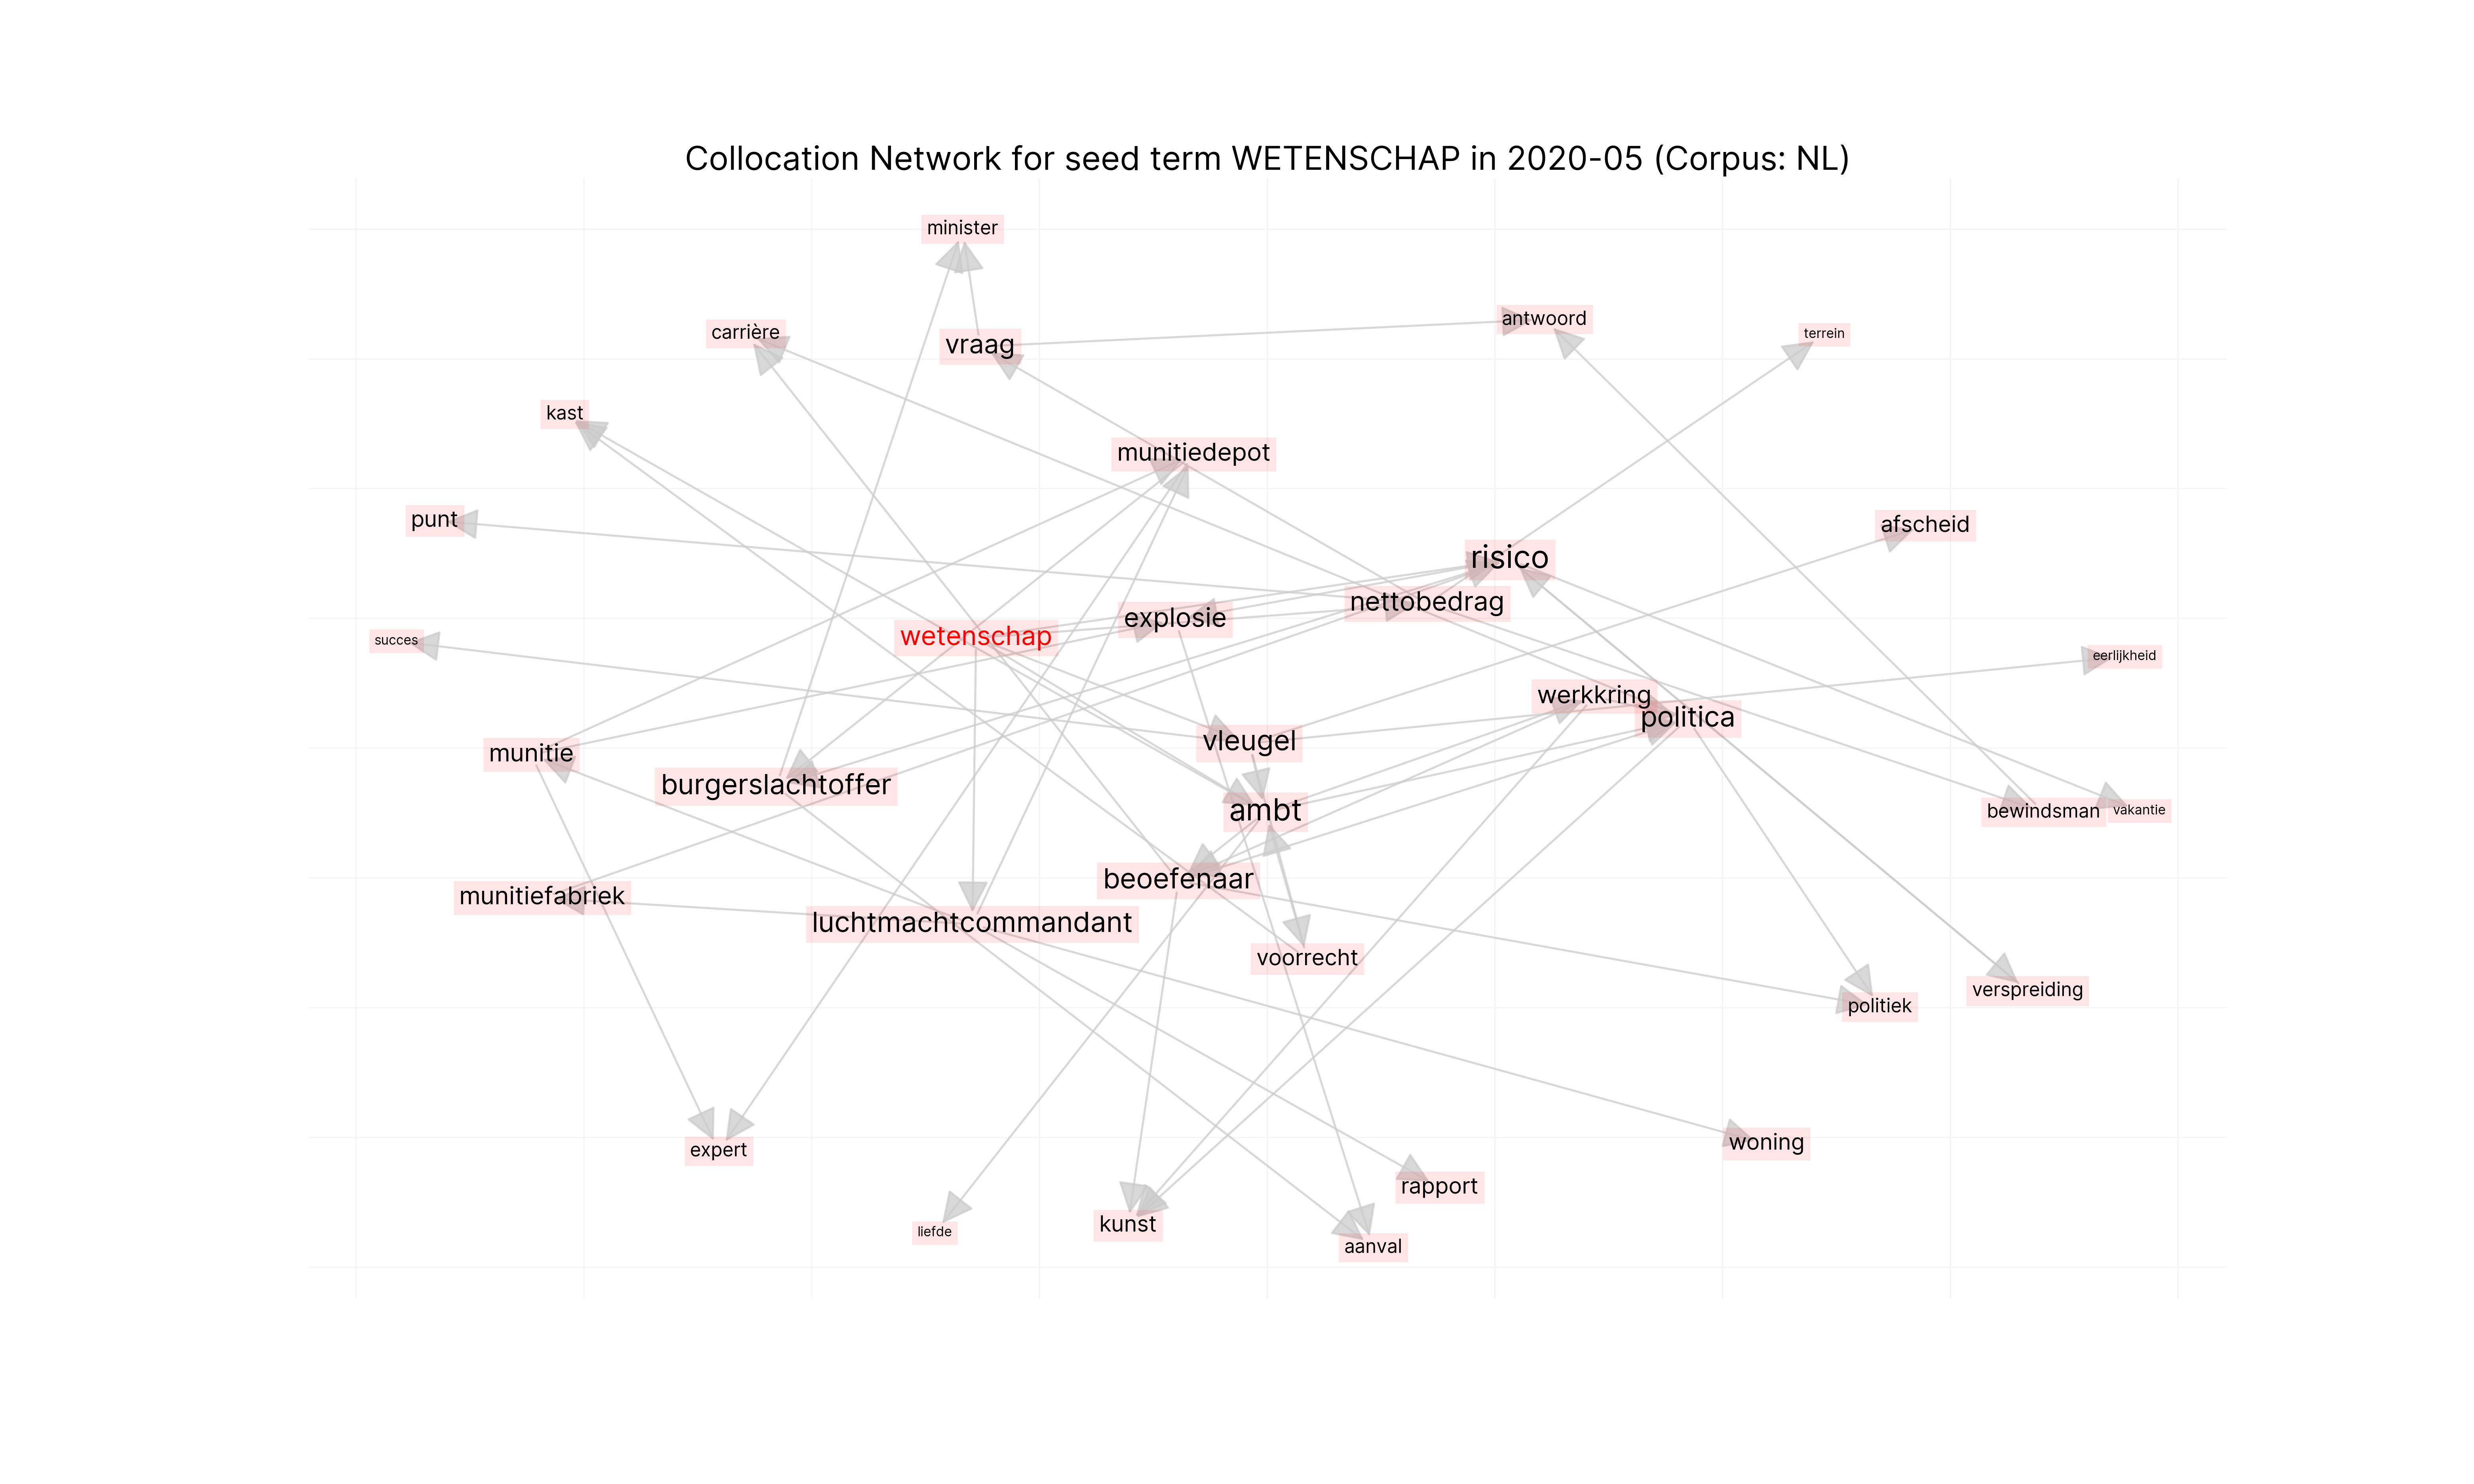 Collocation Network for seed term WETENSCHAP in 2020-05 (Corpus: NL)
minister
antwoord
carrière
terrein
vraag
kast
munitiedepot
punt
afscheid
risico
nettobedrag
explosie
wetenschap
succes
eerlijkheid
werkkring
politica
vleugel
munitie
burgerslachtoffer
ambt
bewindsman
vakantie
beoefenaar
munitiefabriek
luchtmachtcommandant
voorrecht
verspreiding
politiek
woning
expert
rapport
kunst
liefde
aanval